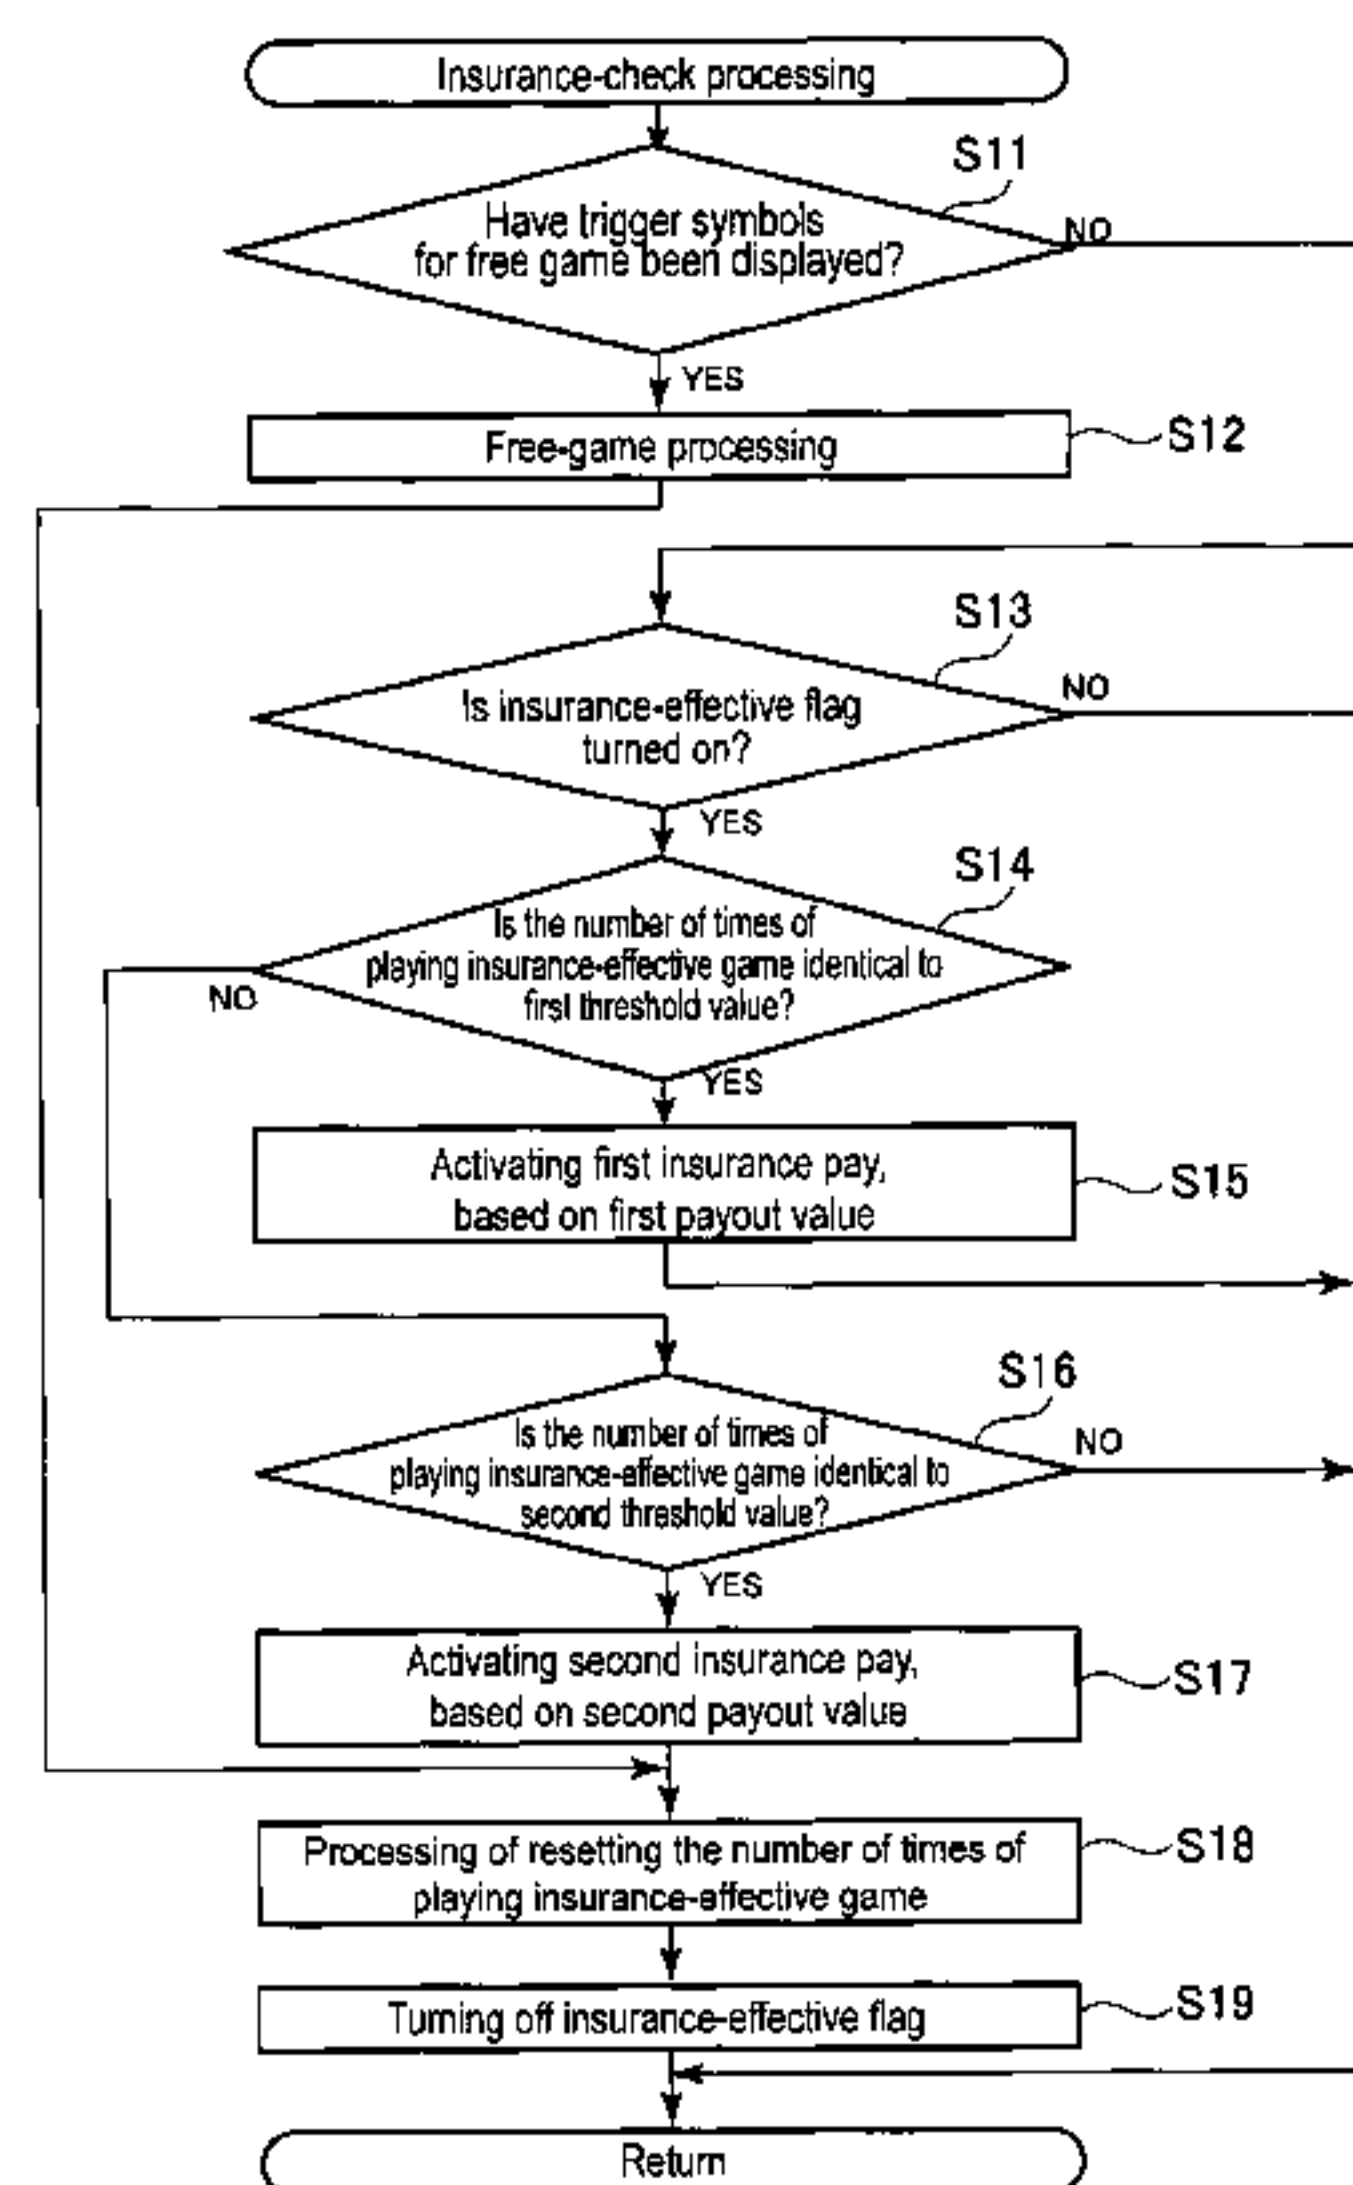 Insurance-check processing
S11
Have trigger symbols
for free game been displayed?
NO
YES
Free-game processing
S12
S13
Is insurance-effective flag
turned on?
NO
YES
S14
Is the number of times of
playing insurance-effective game identical to
first threshold value?
NO
YES
Activating first insurance pay,
based on first payout value
S15
S16
Is the number of times of
playing insurance-effective game identical to
second threshold value?
NO
YES
Activating second insurance pay,
based on second payout value
S17
Processing of resetting the number of times of
playing insurance-effective game
S18
Turning off insurance-effective flag
S19
Return